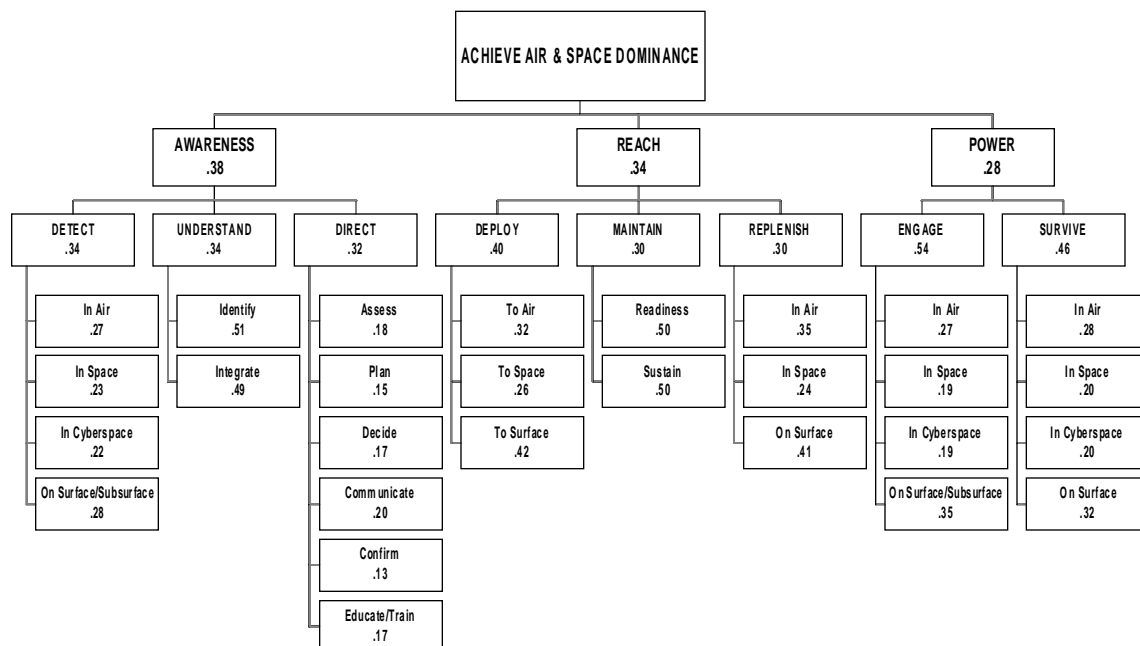 ACHIEVE AIR & SPACE DOMINANCE
AWARENESS
.38
REACH
.34
POWER
.28
DETECT
.34
UNDERSTAND
.34
DIRECT
.32
DEPLOY
.40
MAINTAIN
.30
REPLENISH
.30
ENGAGE
.54
SURVIVE
.46
In Air
.27
In Space
.23
In Cyberspace
.22
On Surface/Subsurface
.28
Identify
.51
Integrate
.49
Assess
.18
Plan
.15
Decide
.17
Communicate
.20
Confirm
.13
Educate/Train
.17
To Air
.32
To Space
.26
To Surface
.42
Readiness
.50
Sustain
.50
In Air
.35
In Space
.24
On Surface
.41
In Air
.27
In Space
.19
In Cyberspace
.19
On Surface/Subsurface
.35
In Air
.28
In Space
.20
In Cyberspace
.20
On Surface
.32